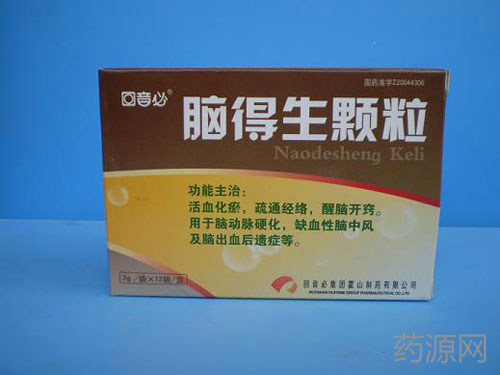 国药准字Z20044306
回音必®
脑得生颗粒
Naodesheng Keli
功能主治:
活血化瘀，疏通经络，醒脑开窍。
用于脑动脉硬化，缺血性脑中风
及脑出血后遗症等。
3g/袋×12袋/盒
回音必集团霍山制药有限公司
药源网